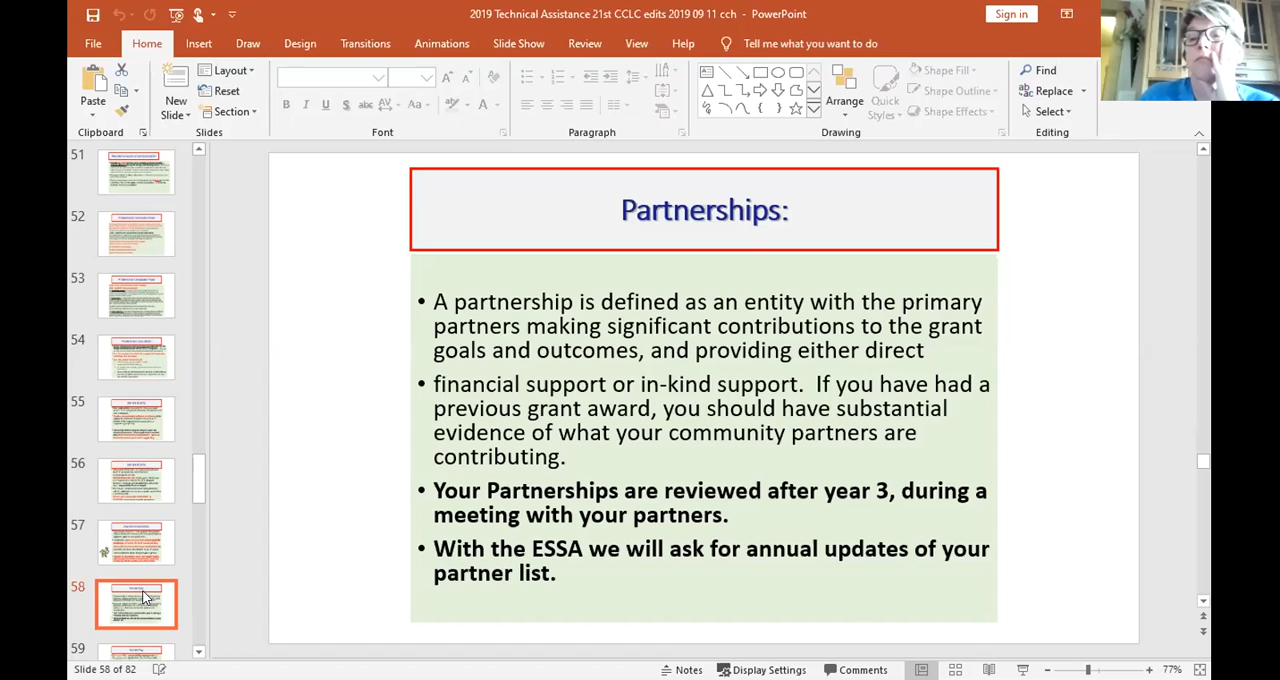 2019 Technical Assistance 21st CCLC edits 2019 09 11 cch - PowerPoint
Sign in
File Home Insert Draw Design Transitions Animations Slide Show Review View Help Tell me what you want to do
Paste
Clipboard
New
Slide
Layout
Reset
Section
Slides
B I U S abc AV Aa A
Font
Paragraph
Arrange
Quick
Styles
Shape Fill
Shape Outline
Shape Effects
Drawing
Find
Replace
Select
Editing
51
52
53
54
55
56
57
58
59
Partnerships:
• A partnership is defined as an entity with the primary
partners making significant contributions to the grant
goals and outcomes, and providing either direct
• financial support or in-kind support. If you have had a
previous grant award, you should have substantial
evidence of what your community partners are
contributing.
• Your Partnerships are reviewed after year 3, during a
meeting with your partners.
• With the ESSA we will ask for annual updates of your
partner list.
Slide 58 of 82
Notes Display Settings Comments 77%